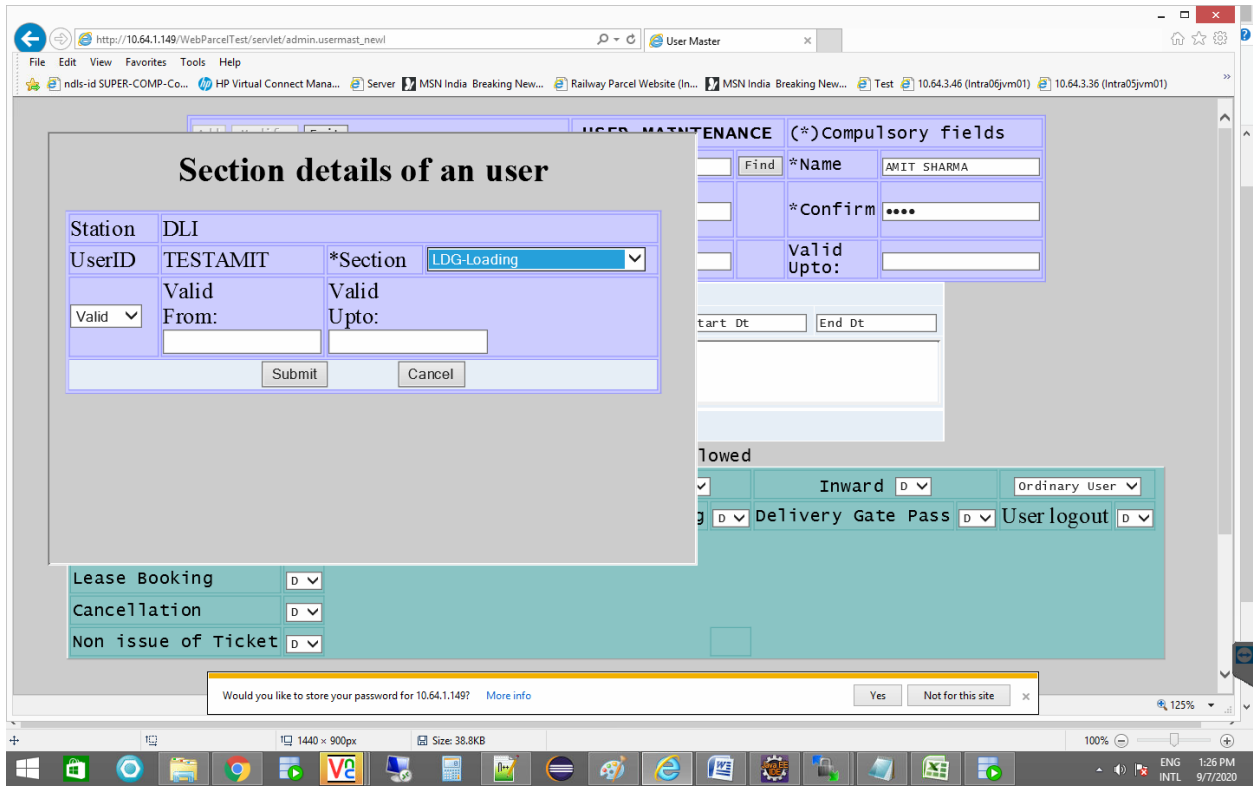 http://10.64.1.149/WebParcelTest/servlet/admin.usermast_newl
User Master
File Edit View Favorites Tools Help
ndls-id SUPER-COMP-Co... HP Virtual Connect Mana... Server MSN India Breaking New... Railway Parcel Website (In... MSN India Breaking New... Test 10.64.3.46 (Intra06jvm01) 10.64.3.36 (Intra05jvm01)
USER MAINTENANCE (*)Compulsory fields
Find *Name AMIT SHARMA
*Confirm ••••
Valid
Upto:
Section details of an user
Station DLI
UserID TESTAMIT *Section LDG-Loading
Valid Valid
Valid From: Upto:
Submit Cancel
tart Dt End Dt
lowed
Inward D Ordinary User
g D Delivery Gate Pass D User logout D
Lease Booking D
Cancellation D
Non issue of Ticket D
Would you like to store your password for 10.64.1.149? More info Yes Not for this site
125%
1440 × 900px Size: 38.8KB 100%
ENG 1:26 PM
INTL 9/7/2020